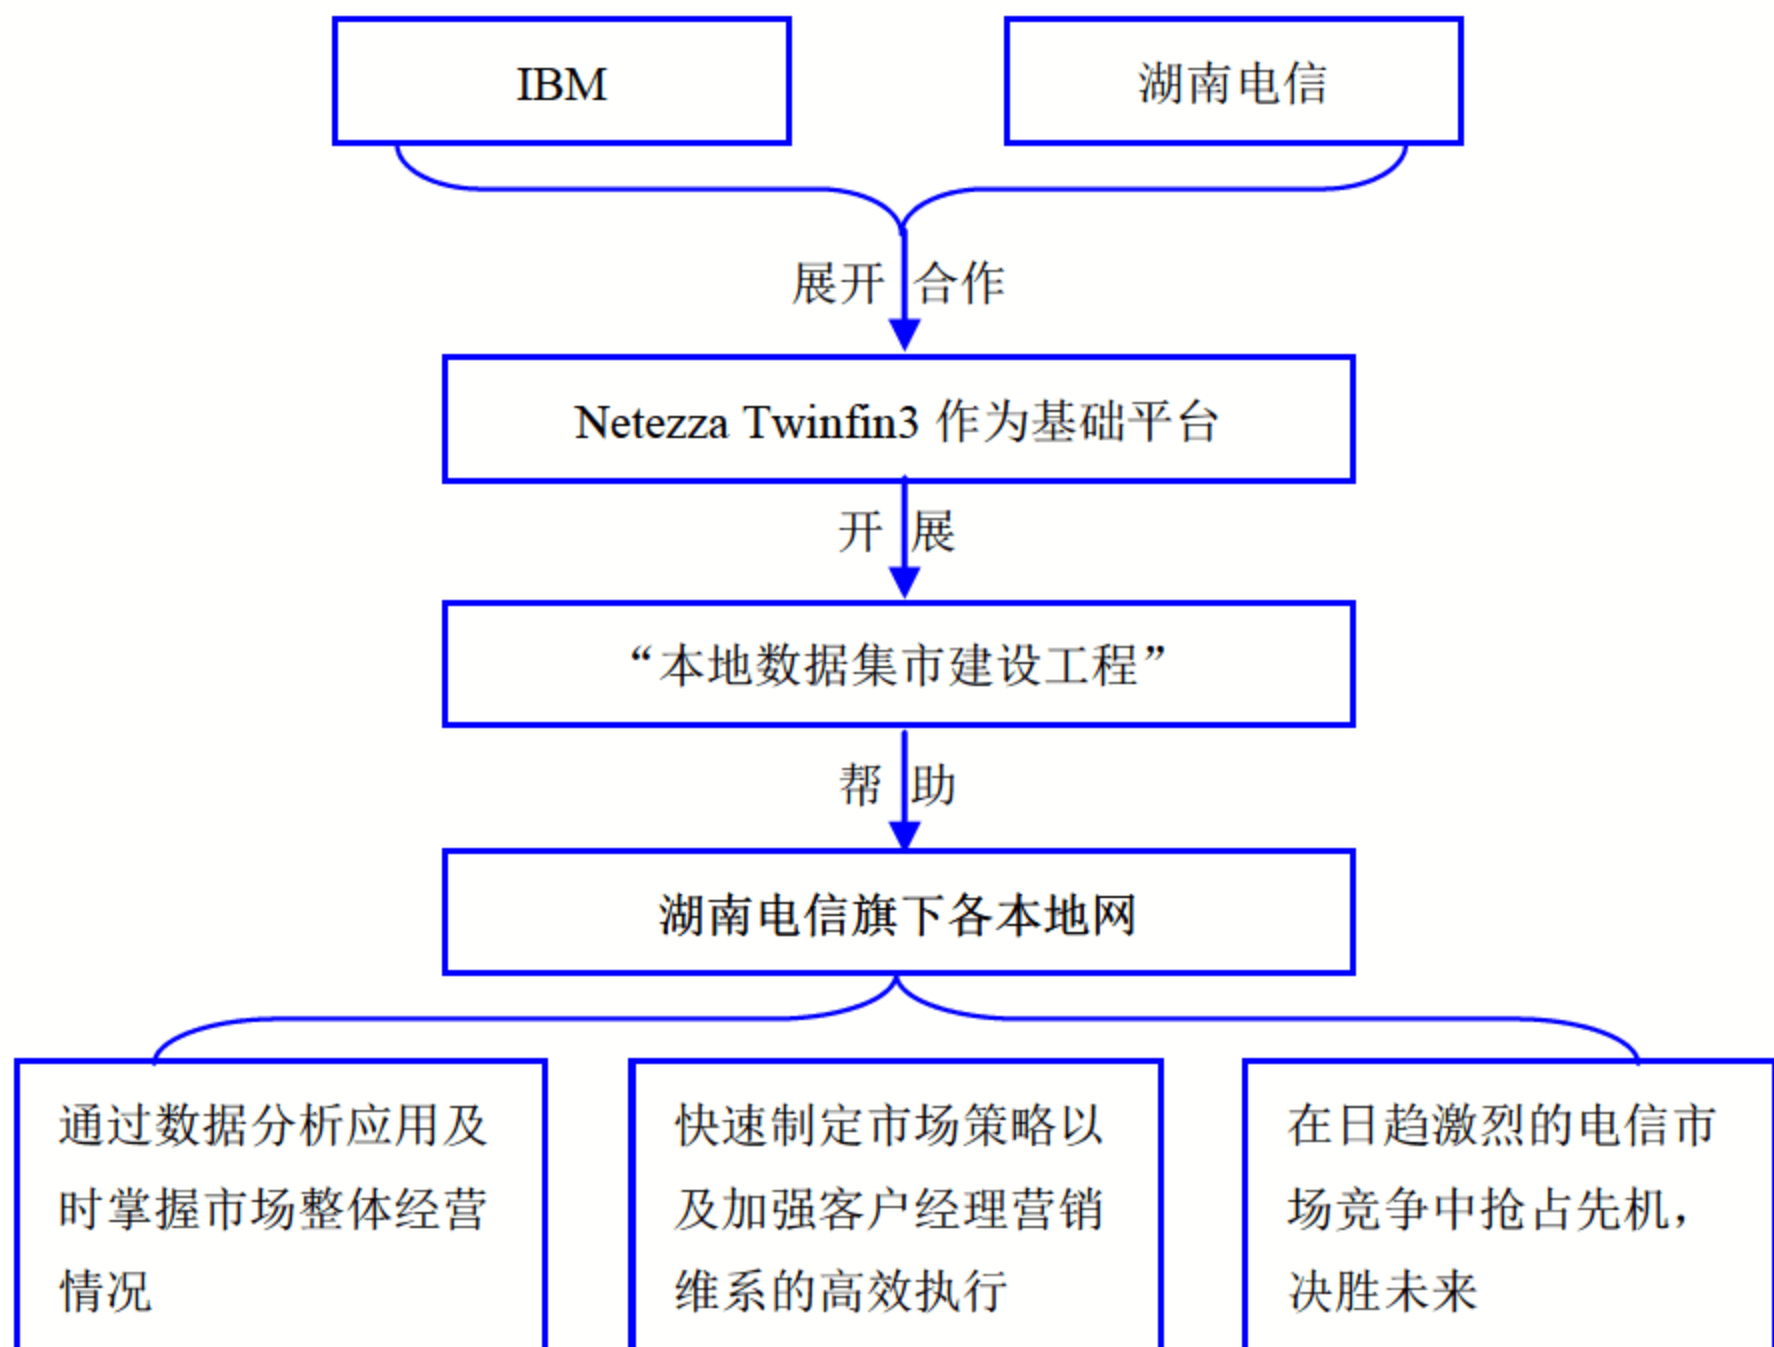 IBM
湖南电信
展开 合作
Netezza Twinfin3 作为基础平台
开 展
“本地数据集市建设工程”
帮 助
湖南电信旗下各本地网
通过数据分析应用及
时掌握市场整体经营
情况
快速制定市场策略以
及加强客户经理营销
维系的高效执行
在日趋激烈的电信市
场竞争中抢占先机，
决胜未来